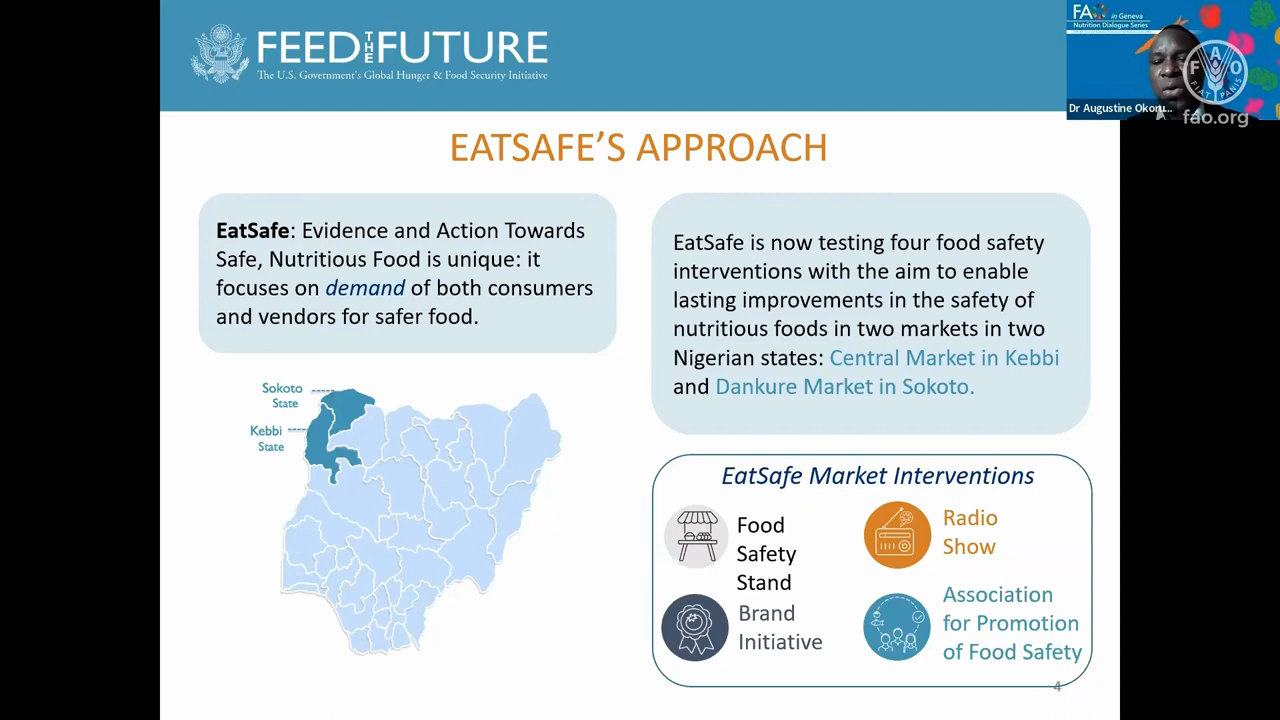 FEED THE FUTURE
The U.S. Government's Global Hunger & Food Security Initiative
FAO in Geneva
Nutrition Dialogue Series
Dr Augustine Okoru...
F A O
FIAT PANIS
fao.org
EATSAFE'S APPROACH
EatSafe: Evidence and Action Towards
Safe, Nutritious Food is unique: it
focuses on demand of both consumers
and vendors for safer food.
EatSafe is now testing four food safety
interventions with the aim to enable
lasting improvements in the safety of
nutritious foods in two markets in two
Nigerian states: Central Market in Kebbi
and Dankure Market in Sokoto.
Sokoto
State
Kebbi
State
EatSafe Market Interventions
Food
Safety
Stand
Radio
Show
Brand
Initiative
Association
for Promotion
of Food Safety
4